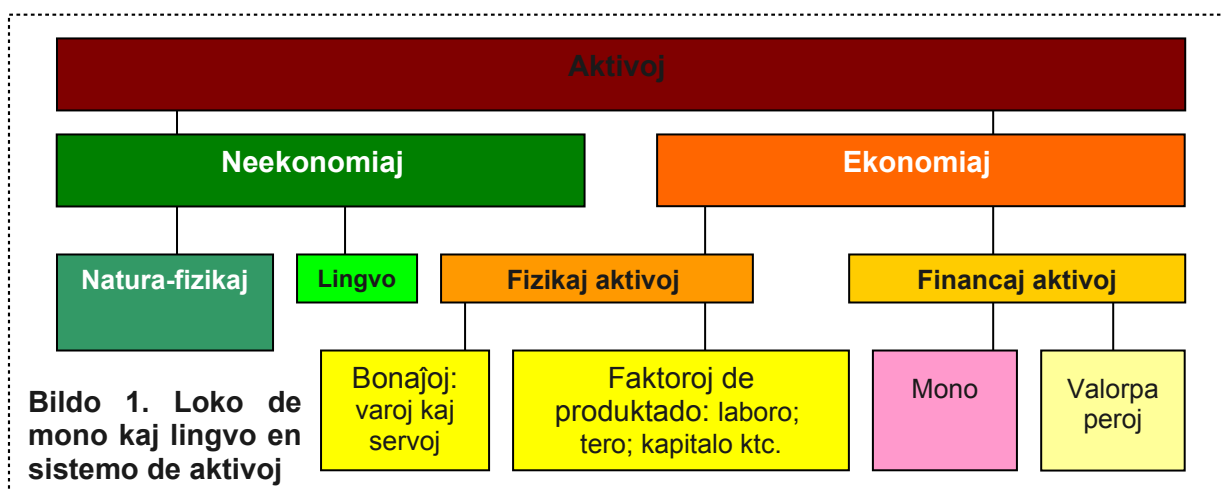 Aktivoj
Neekonomiaj
Ekonomiaj
Natura-fizikaj
Lingvo
Fizikaj aktivoj
Financaj aktivoj
Bonaĵoj:
varoj kaj
servoj
Faktoroj de
produktado: laboro;
tero; kapitalo ktc.
Mono
Valorpa
peroj
Bildo 1. Loko de
mono kaj lingvo en
sistemo de aktivoj